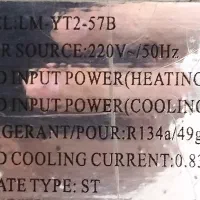 EL:LM-YT2-57B
R SOURCE:220V~/50Hz
D INPUT POWER(HEATING
D INPUT POWER(COOLING
GERANT/POUR:R134a/49g
D COOLING CURRENT:0.83
ATE TYPE: ST